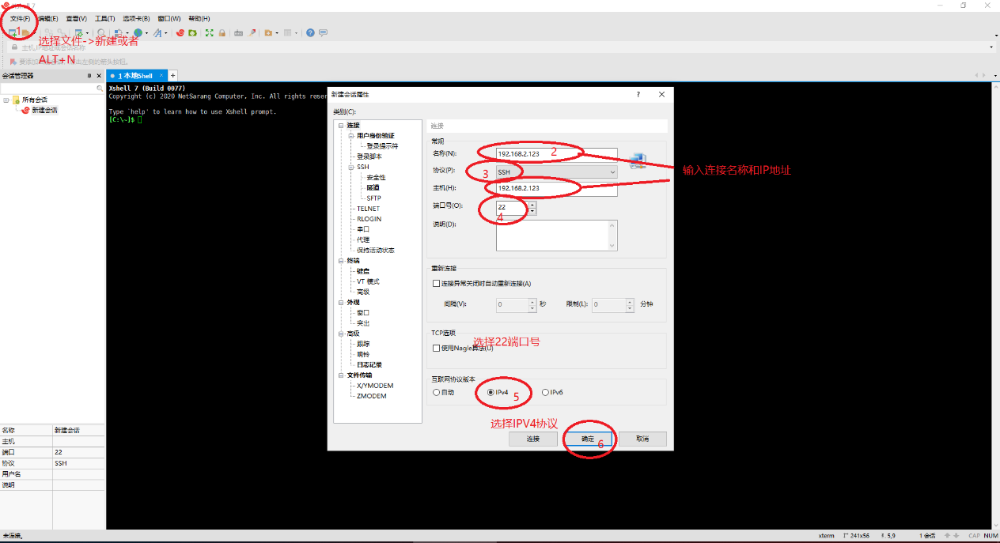 Xshell 7
文件(F) 编辑(E) 查看(V) 工具(T) 选项卡(B) 窗口(W) 帮助(H)
1
选择文件->新建或者
ALT+N
主机,IP地址或会话名称
会话管理器
1 本地Shell
所有会话
新建会话
Xshell 7 (Build 0077)
Copyright (c) 2020 NetSarang Computer, Inc. All rights reser
Type `help' to learn how to use Xshell prompt.
[C:\~]$
新建会话属性
类别(C):
连接
用户身份验证
登录提示符
登录脚本
SSH
安全性
隧道
SFTP
TELNET
RLOGIN
串口
代理
保持活动状态
终端
键盘
VT 模式
高级
外观
窗口
突出
高级
跟踪
响铃
日志记录
文件传输
X/YMODEM
ZMODEM
连接
常规
名称(N): 192.168.2.123 2
协议(P): 3 SSH
主机(H): 192.168.2.123
输入连接名称和IP地址
端口号(O): 22
4
说明(D):
重新连接
连接异常关闭时自动重新连接(A)
间隔(V): 0 秒 限制(L): 0 分钟
TCP选项
选择22端口号
使用Nagle算法(U)
互联网协议版本
自动 IPv4 5 IPv6
选择IPV4协议
连接 确定 6 取消
名称 新建会话
主机
端口 22
协议 SSH
用户名
说明
未连接。
xterm 241x56 5,9 1 会话 CAP NUM